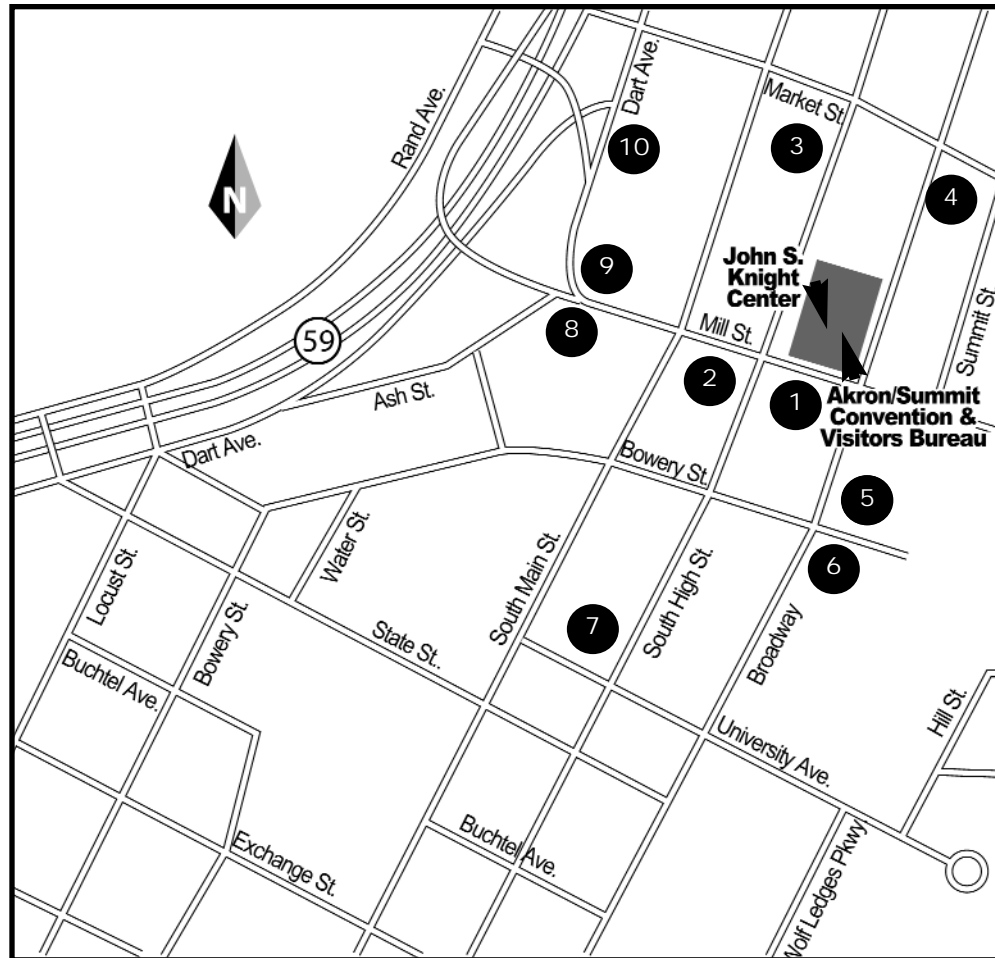 Rand Ave.
Dart Ave.
Market St.
10
3
4
N
John S.
Knight
Center
9
Summit St.
59
8
Mill St.
2
1
Akron/Summit
Convention &
Visitors Bureau
Ash St.
Dart Ave.
Bowery St.
5
Water St.
6
Locust St.
South Main St.
South High St.
7
Bowery St.
State St..
Broadway
Buchtel Ave.
Hill St.
University Ave.
Buchtel Ave.
Exchange St.
Wolf Ledges Pkwy.